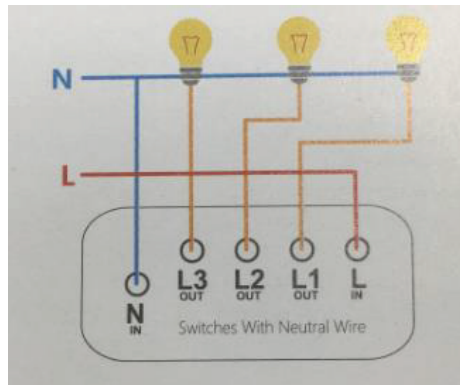 N
L
L3 L2 L1 L
OUT OUT OUT IN
N
IN
Switches With Neutral Wire